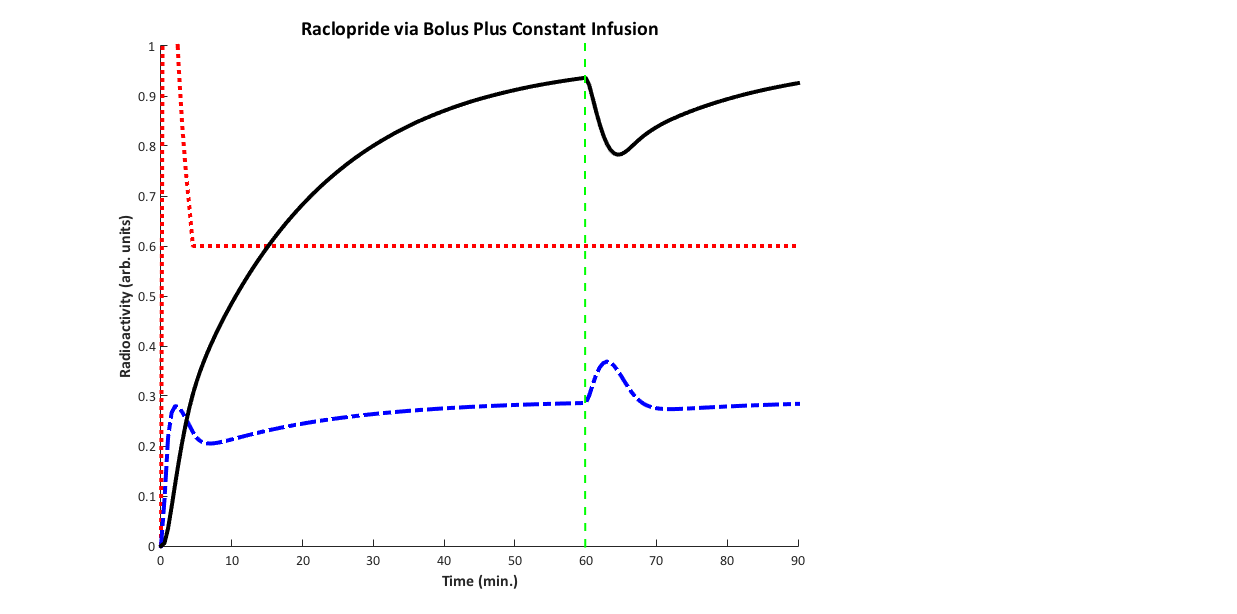 Raclopride via Bolus Plus Constant Infusion
1
0.9
0.8
0.7
0.6
0.5
0.4
0.3
0.2
0.1
0
Radioactivity (arb. units)
0 10 20 30 40 50 60 70 80 90
Time (min.)